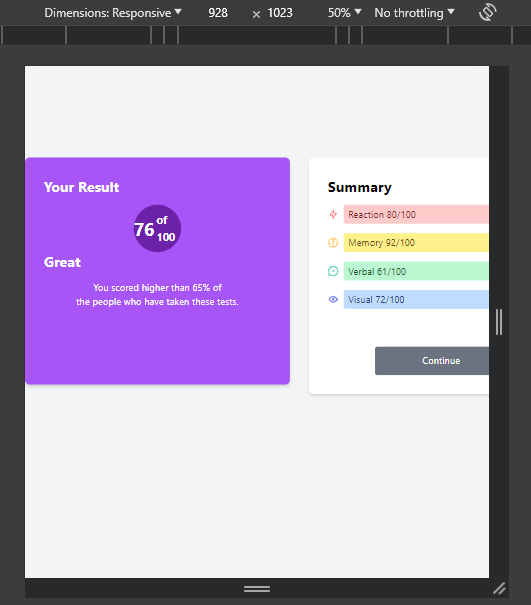 Dimensions: Responsive 928 × 1023 50% No throttling
Your Result
76 of 100
Great
You scored higher than 65% of
the people who have taken these tests.
Summary
Reaction 80/100
Memory 92/100
Verbal 61/100
Visual 72/100
Continue